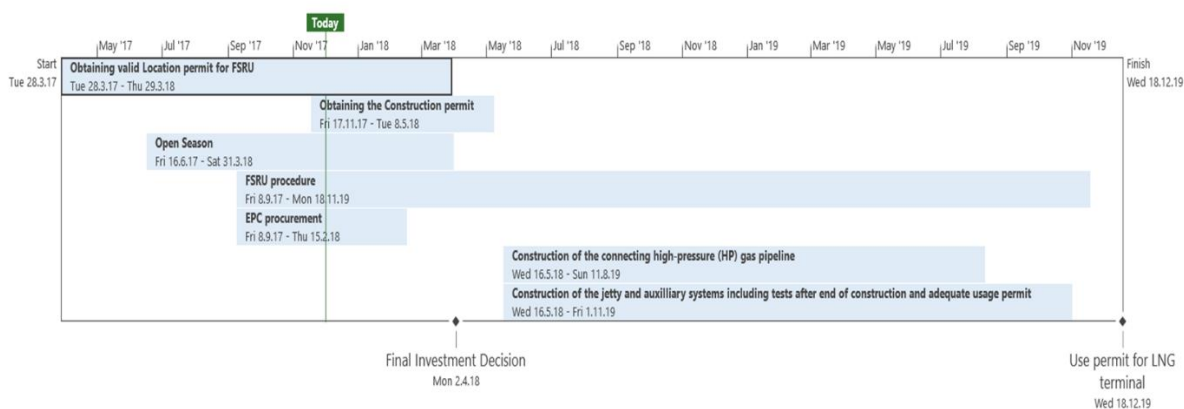 Today
May '17 Jul '17 Sep '17 Nov '17 Jan '18 Mar '18 May '18 Jul '18 Sep '18 Nov '18 Jan '19 Mar '19 May '19 Jul '19 Sep '19 Nov '19
Start
Tue 28.3.17
Finish
Wed 18.12.19
Obtaining valid Location permit for FSRU
Tue 28.3.17 - Thu 29.3.18
Obtaining the Construction permit
Fri 17.11.17 - Tue 8.5.18
Open Season
Fri 16.6.17 - Sat 31.3.18
FSRU procedure
Fri 8.9.17 - Mon 18.11.19
EPC procurement
Fri 8.9.17 - Thu 15.2.18
Construction of the connecting high-pressure (HP) gas pipeline
Wed 16.5.18 - Sun 11.8.19
Construction of the jetty and auxilliary systems including tests after end of construction and adequate usage permit
Wed 16.5.18 - Fri 1.11.19
Final Investment Decision
Mon 2.4.18
Use permit for LNG
terminal
Wed 18.12.19